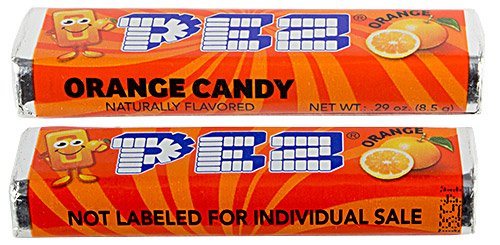 PEZ® ORANGE
ORANGE CANDY
NATURALLY FLAVORED NET WT.: .29 oz. (8.5 g)
PEZ® ORANGE
NOT LABELED FOR INDIVIDUAL SALE